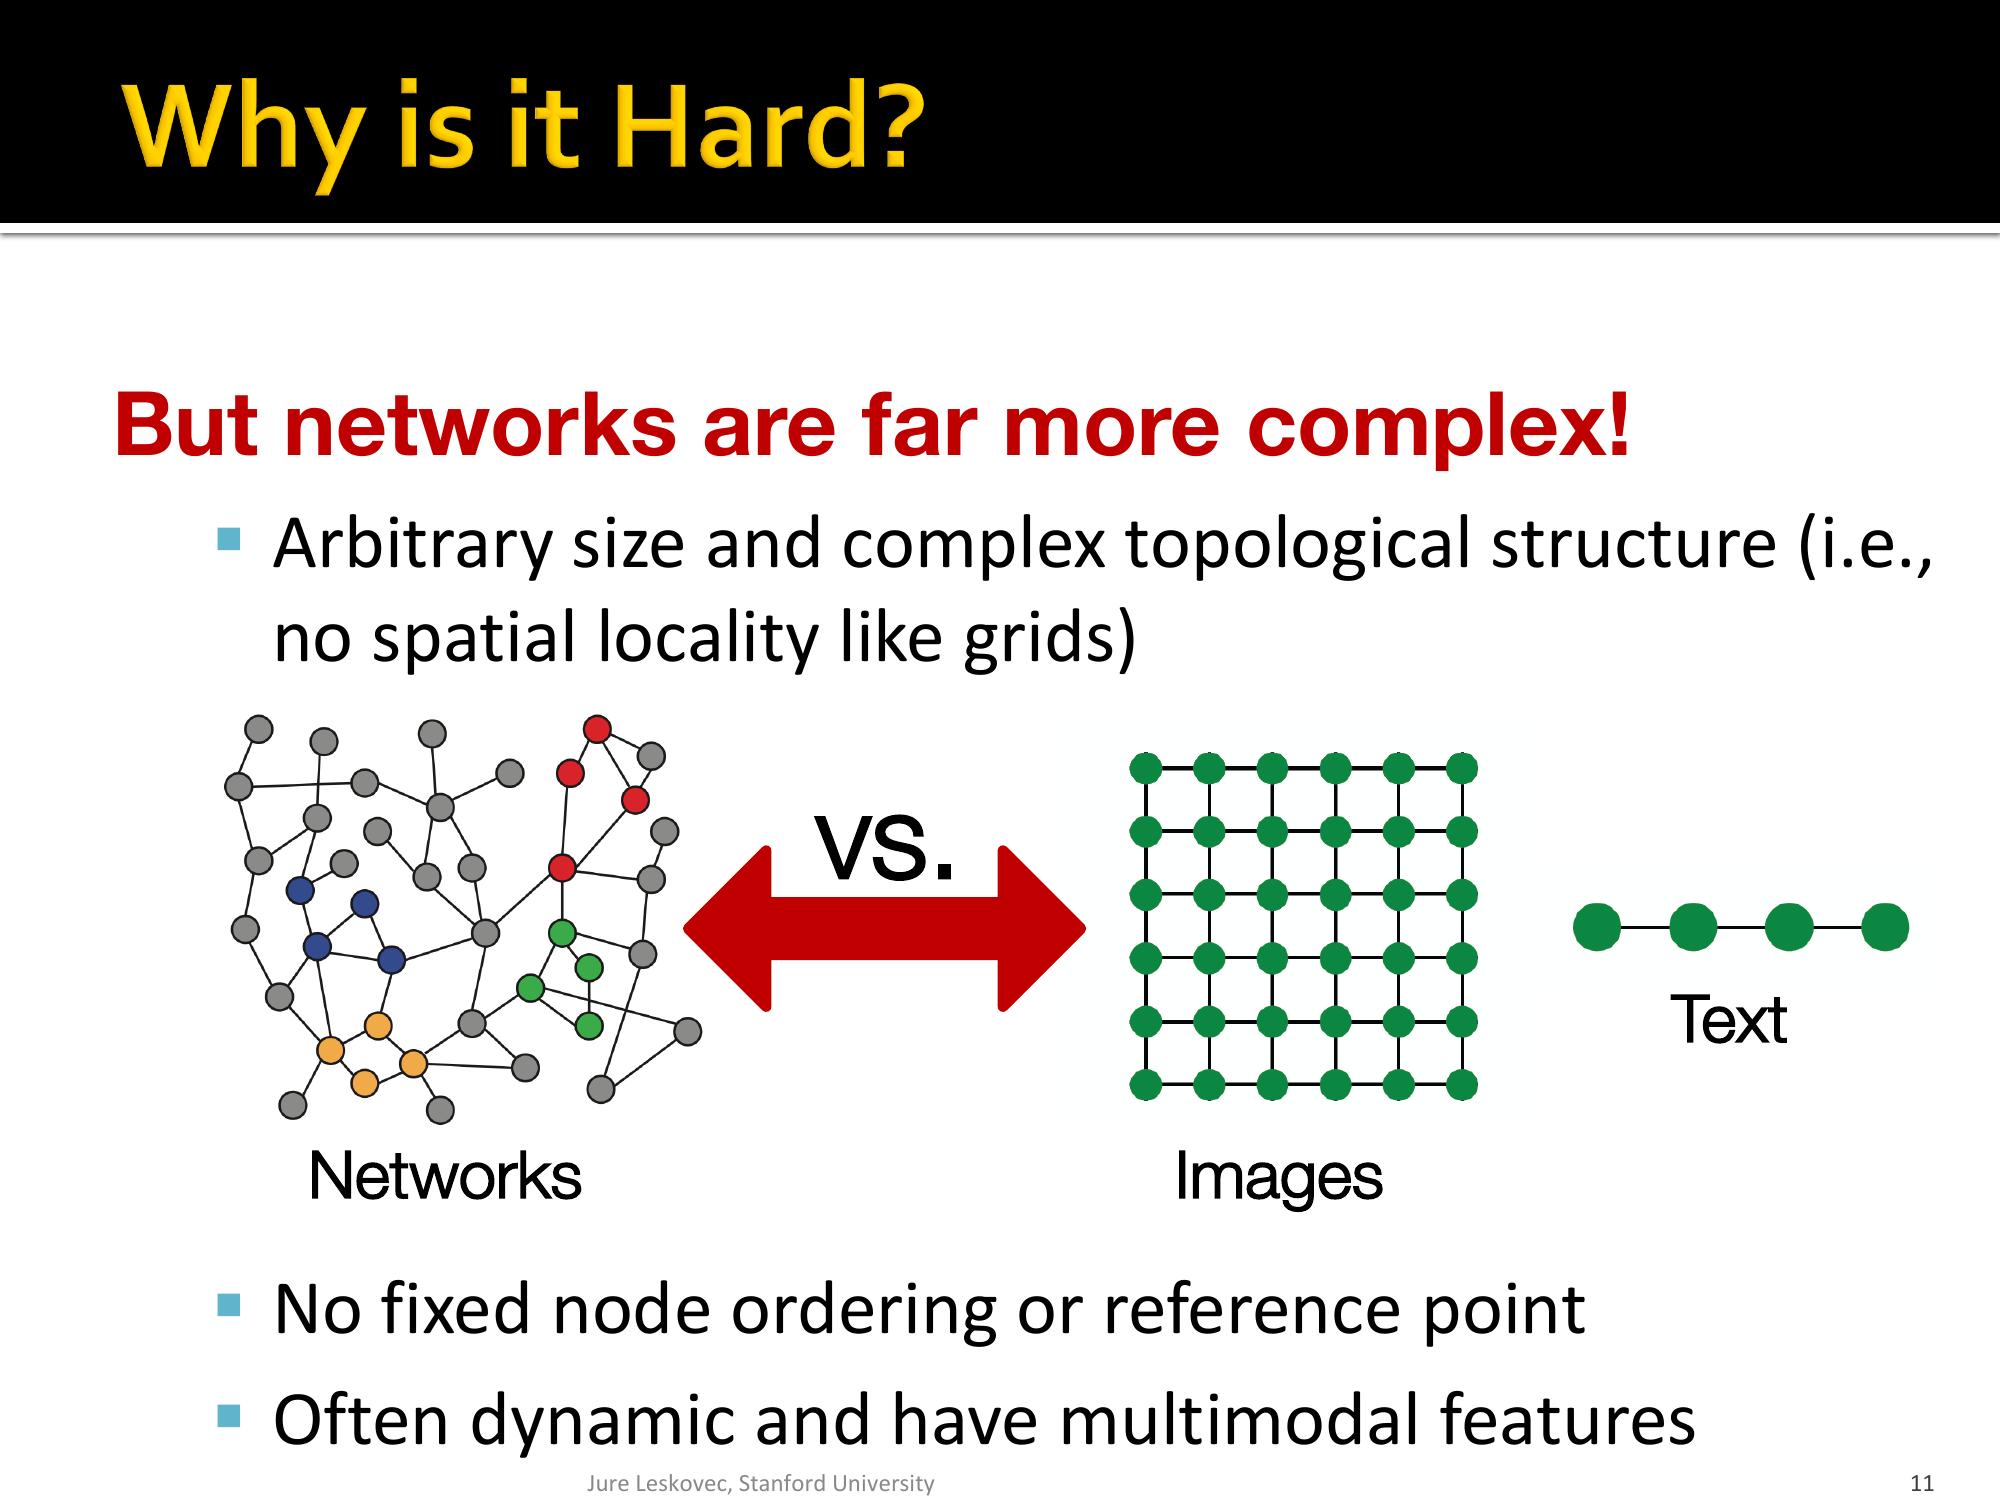 Why is it Hard?
But networks are far more complex!
Arbitrary size and complex topological structure (i.e.,
no spatial locality like grids)
vs.
Text
Networks
Images
No fixed node ordering or reference point
Often dynamic and have multimodal features
Jure Leskovec, Stanford University
11